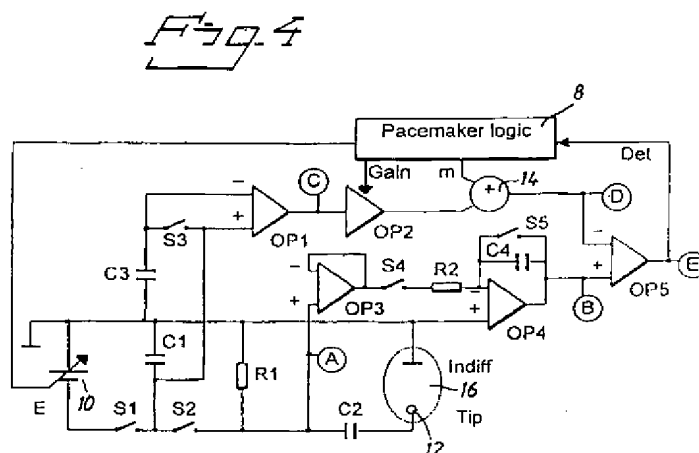 Fig. 4
8
Pacemaker logic
Gain
m
Det
14
C
D
S3
OP1
OP2
S5
C4
C3
S4
R2
OP3
OP4
OP5
E
B
C1
R1
A
Indiff
16
E
10
S1
S2
C2
Tip
12